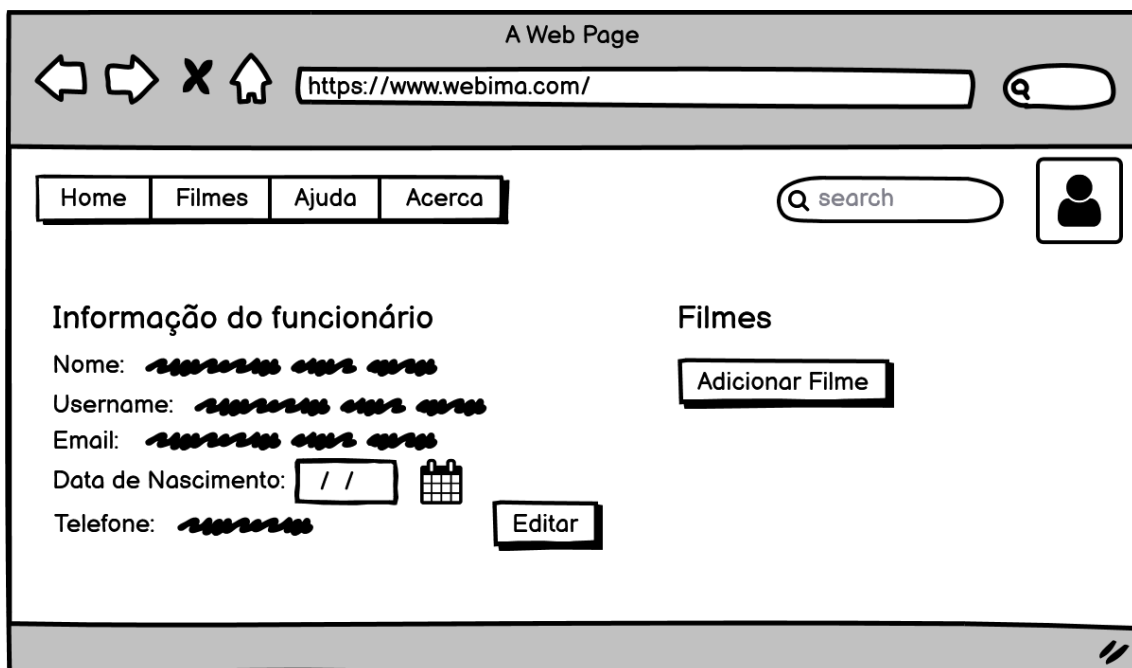 A Web Page
https://www.webima.com/
Home Filmes Ajuda Acerca
search
Informação do funcionário
Nome:
Username:
Email:
Data de Nascimento: / /
Telefone:
Editar
Filmes
Adicionar Filme